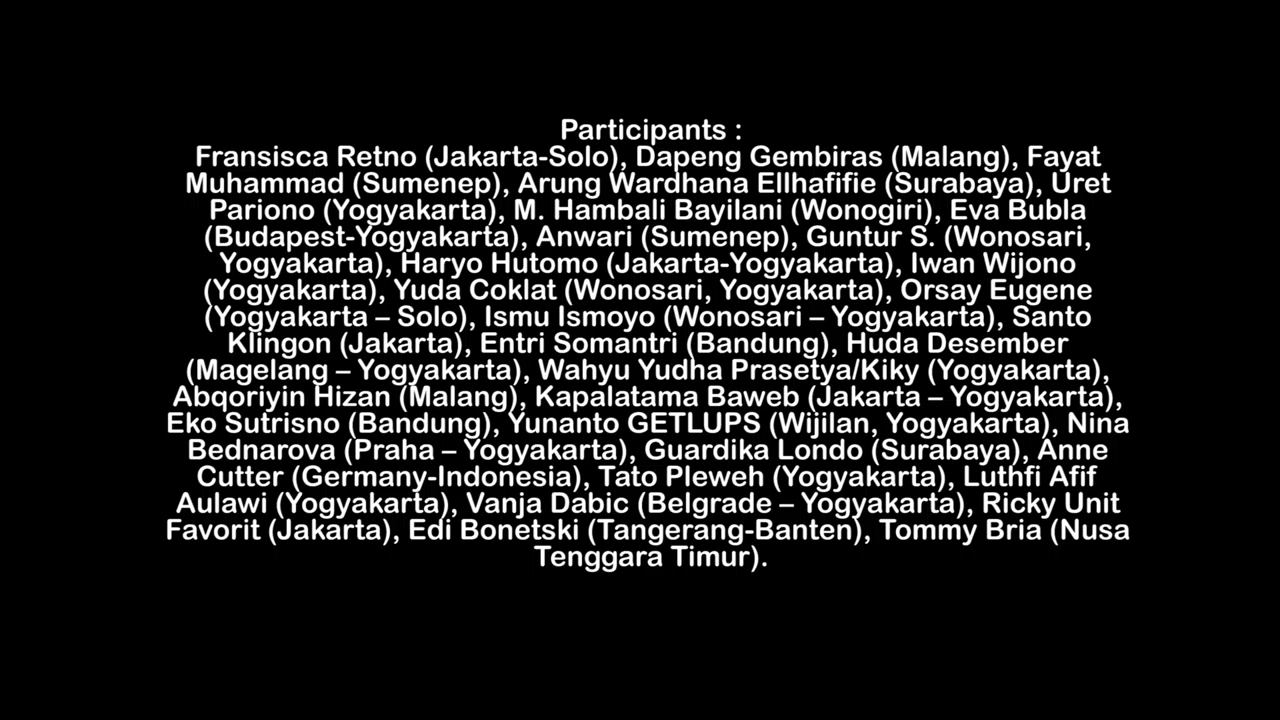 Participants :
Fransisca Retno (Jakarta-Solo), Dapeng Gembiras (Malang), Fayat
Muhammad (Sumenep), Arung Wardhana Ellhafifie (Surabaya), Uret
Pariono (Yogyakarta), M. Hambali Bayilani (Wonogiri), Eva Bubla
(Budapest-Yogyakarta), Anwari (Sumenep), Guntur S. (Wonosari,
Yogyakarta), Haryo Hutomo (Jakarta-Yogyakarta), Iwan Wijono
(Yogyakarta), Yuda Coklat (Wonosari, Yogyakarta), Orsay Eugene
(Yogyakarta – Solo), Ismu Ismoyo (Wonosari – Yogyakarta), Santo
Klingon (Jakarta), Entri Somantri (Bandung), Huda Desember
(Magelang – Yogyakarta), Wahyu Yudha Prasetya/Kiky (Yogyakarta),
Abqoriyin Hizan (Malang), Kapalatama Baweb (Jakarta – Yogyakarta),
Eko Sutrisno (Bandung), Yunanto GETLUPS (Wijilan, Yogyakarta), Nina
Bednarova (Praha – Yogyakarta), Guardika Londo (Surabaya), Anne
Cutter (Germany-Indonesia), Tato Pleweh (Yogyakarta), Luthfi Afif
Aulawi (Yogyakarta), Vanja Dabic (Belgrade – Yogyakarta), Ricky Unit
Favorit (Jakarta), Edi Bonetski (Tangerang-Banten), Tommy Bria (Nusa
Tenggara Timur).